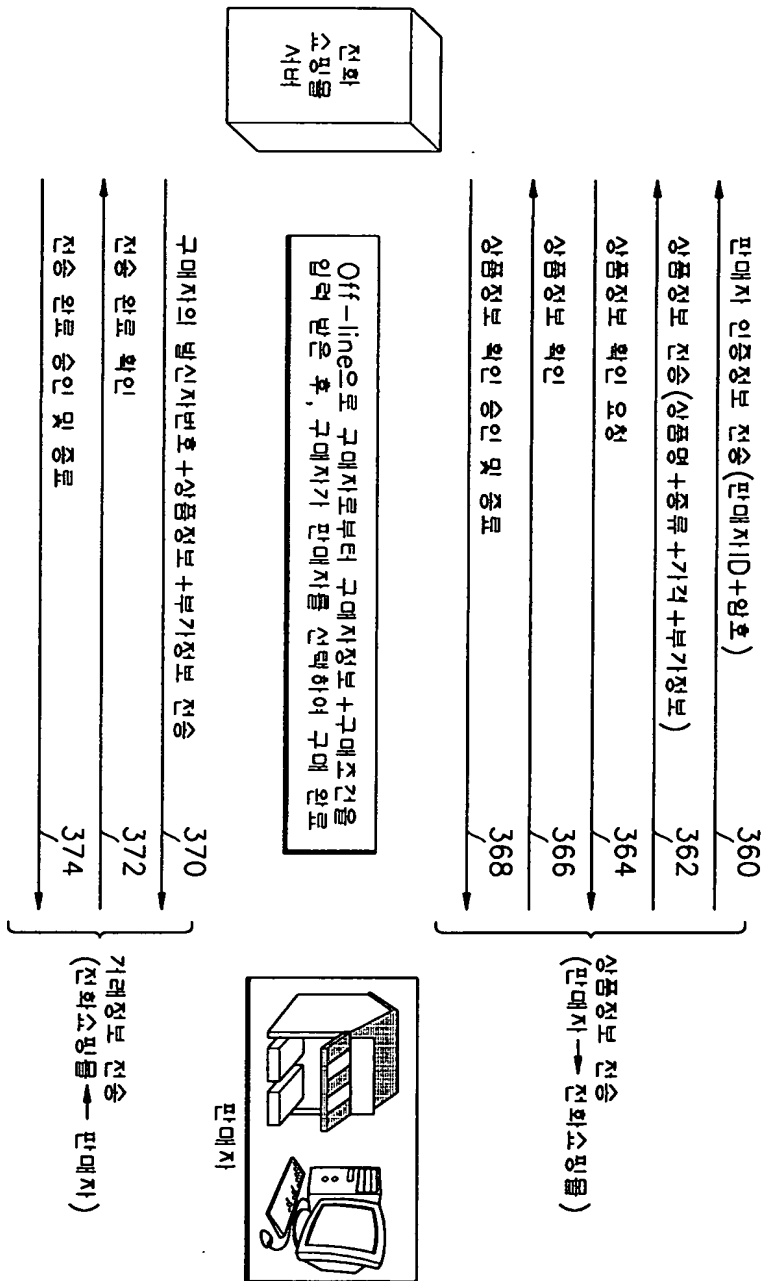 전화
쇼핑몰
서버
판매자 인증정보 전송(판매자ID+암호)
360
상품정보 전송(상품명+종류+가격+부가정보)
362
상품정보 확인 요청
364
상품정보 확인
366
상품정보 확인 승인 및 종료
368
상품정보 전송
(판매자 → 전화쇼핑몰)
Off-line으로 구매자로부터 구매자정보+구매조건을
입력 받은 후, 구매자가 판매자를 선택하여 구매 완료
판매자
구매자의 발신자번호+상품정보+부가정보 전송
370
전송 완료 확인
372
전송 완료 승인 및 종료
374
거래정보 전송
(전화쇼핑몰 ← 판매자)